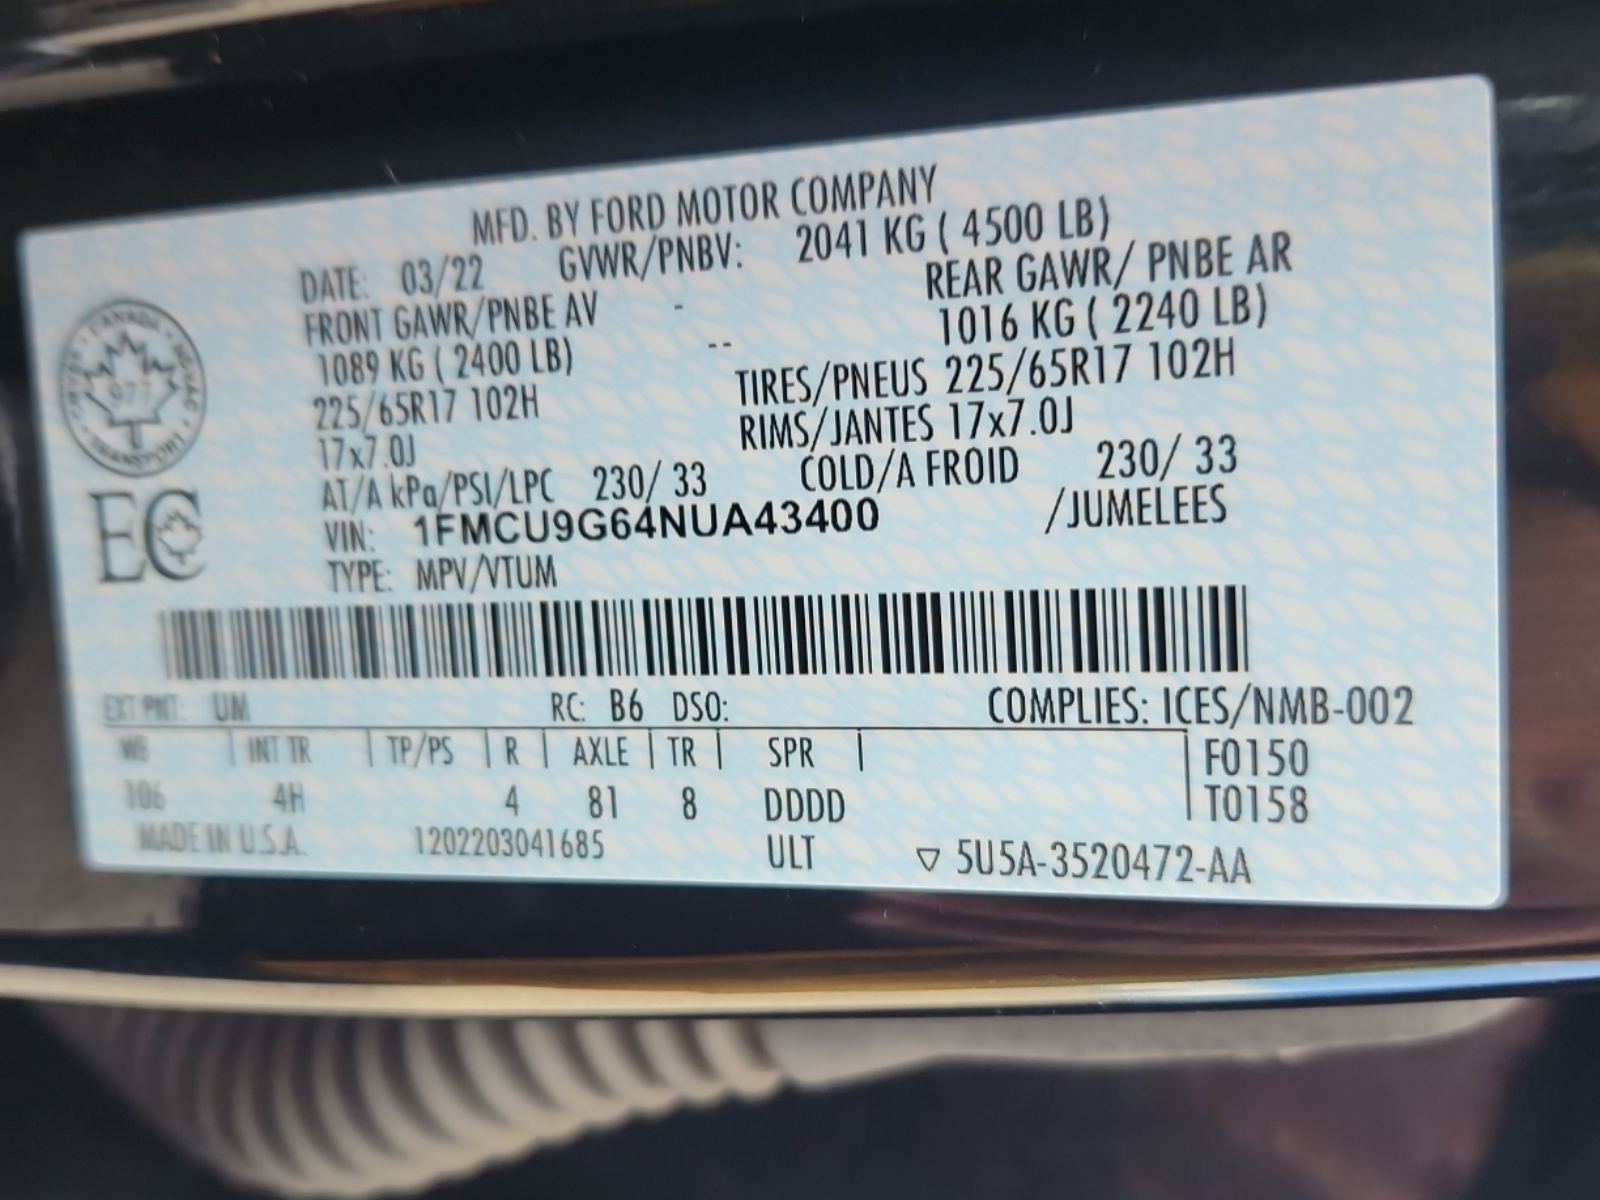 MFD. BY FORD MOTOR COMPANY
DATE: 03/22 GVWR/PNBV: 2041 KG ( 4500 LB)
FRONT GAWR/PNBE AV - REAR GAWR/ PNBE AR
1089 KG ( 2400 LB) -- 1016 KG ( 2240 LB)
225/65R17 102H TIRES/PNEUS 225/65R17 102H
17x7.0J RIMS/JANTES 17x7.0J
AT/A kPa/PSI/LPC 230/ 33 COLD/A FROID 230/ 33
VIN: 1FMCU9G64NUA43400 /JUMELEES
TYPE: MPV/VTUM
CANADA
977
TRANSPORT
EC
EXT PNT: UM RC: B6 DSO: COMPLIES: ICES/NMB-002
WB | INT TR | TP/PS | R | AXLE | TR | SPR | F0150
106 4H 4 81 8 DDDD T0158
MADE IN U.S.A. 1202203041685 ULT ▽ 5U5A-3520472-AA